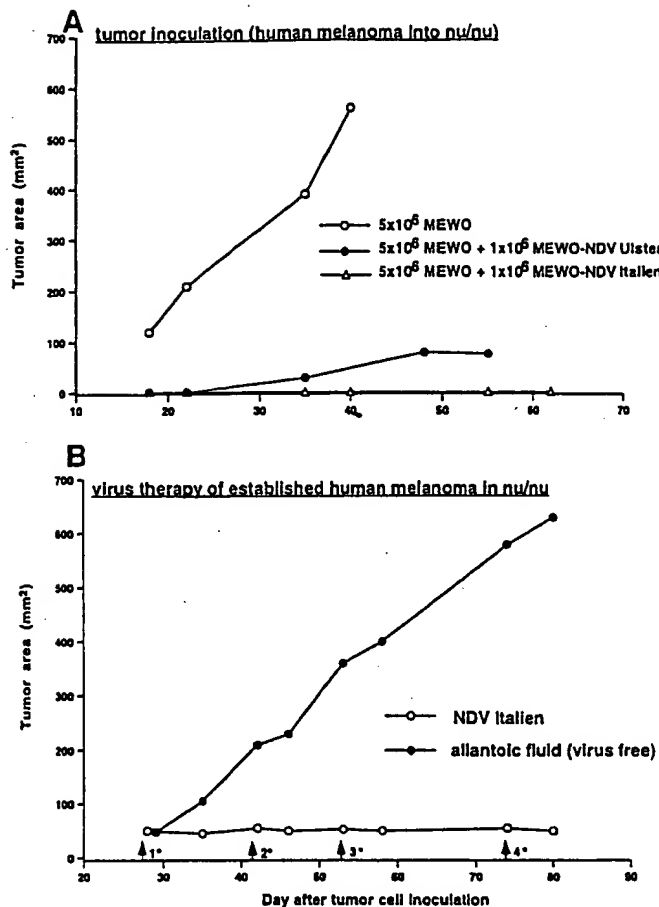 A
tumor inoculation (human melanoma into nu/nu)
700
600
500
400
300
200
100
0
Tumor area (mm²)
5x10⁶ MEWO
5x10⁶ MEWO + 1x10⁶ MEWO-NDV Ulster
5x10⁶ MEWO + 1x10⁶ MEWO-NDV Italien
10 20 30 40 50 60 70
B
virus therapy of established human melanoma in nu/nu
700
600
500
400
300
200
100
0
Tumor area (mm²)
NDV Italien
allantoic fluid (virus free)
1° 2° 3° 4°
20 30 40 50 60 70 80 90
Day after tumor cell inoculation